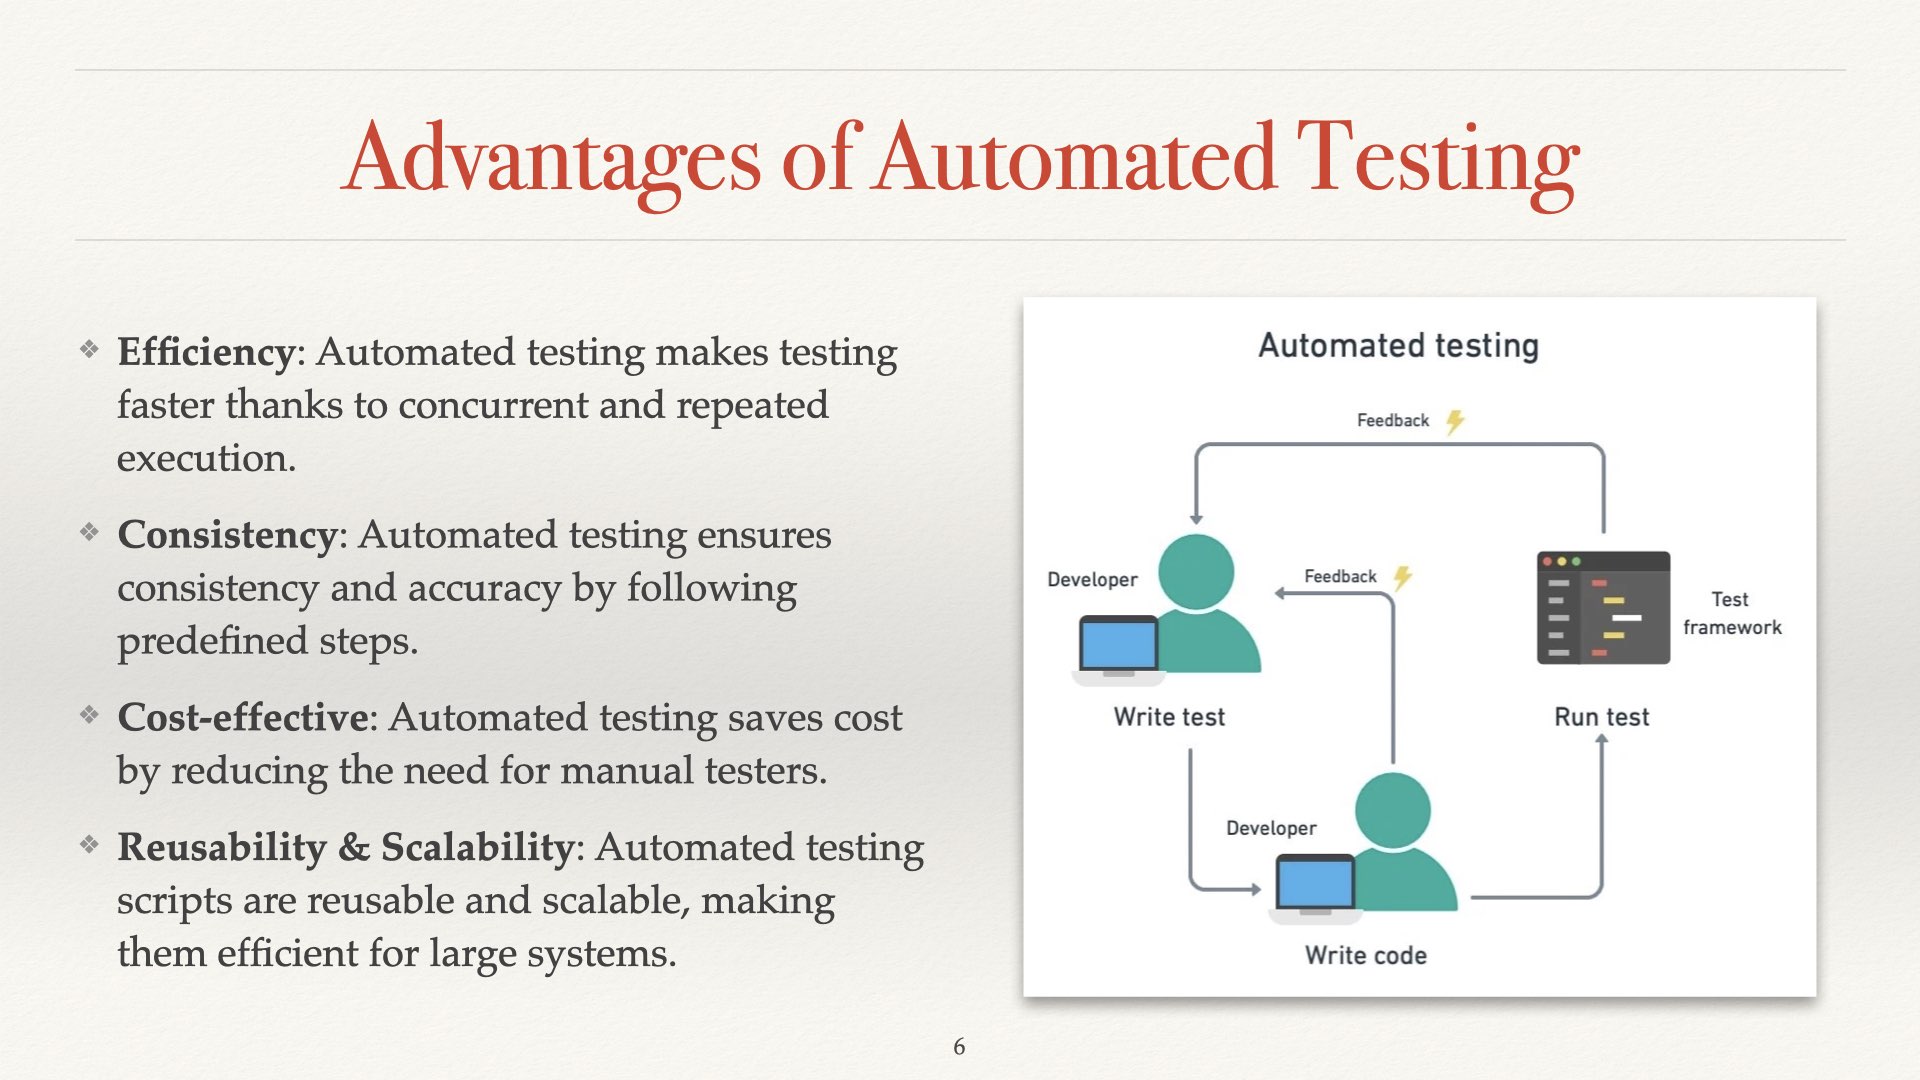 Advantages of Automated Testing
❖ Efficiency: Automated testing makes testing
faster thanks to concurrent and repeated
execution.
❖ Consistency: Automated testing ensures
consistency and accuracy by following
predefined steps.
❖ Cost-effective: Automated testing saves cost
by reducing the need for manual testers.
❖ Reusability & Scalability: Automated testing
scripts are reusable and scalable, making
them efficient for large systems.
Automated testing
Feedback
Developer
Feedback
Test
framework
Write test
Run test
Developer
Write code
6